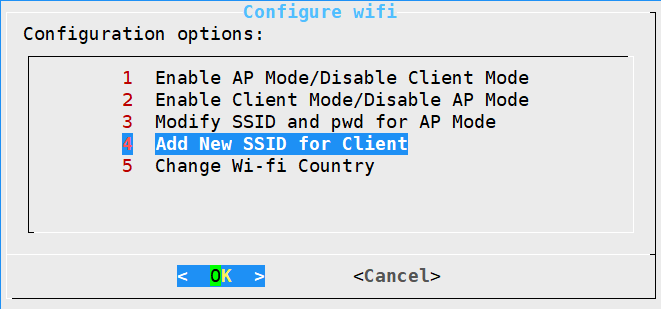 Configure wifi
Configuration options:
1 Enable AP Mode/Disable Client Mode
2 Enable Client Mode/Disable AP Mode
3 Modify SSID and pwd for AP Mode
4 Add New SSID for Client
5 Change Wi-fi Country
< OK > <Cancel>